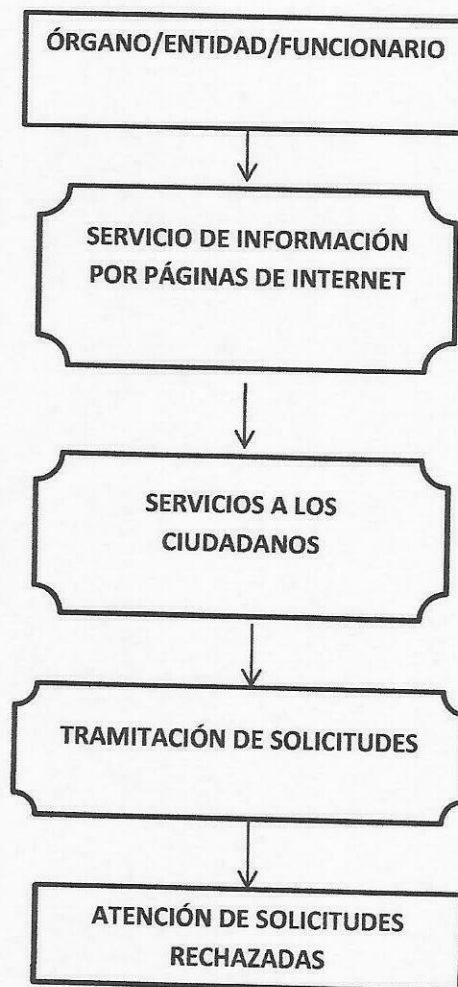 ÓRGANO/ENTIDAD/FUNCIONARIO
SERVICIO DE INFORMACIÓN
POR PÁGINAS DE INTERNET
SERVICIOS A LOS
CIUDADANOS
TRAMITACIÓN DE SOLICITUDES
ATENCIÓN DE SOLICITUDES
RECHAZADAS